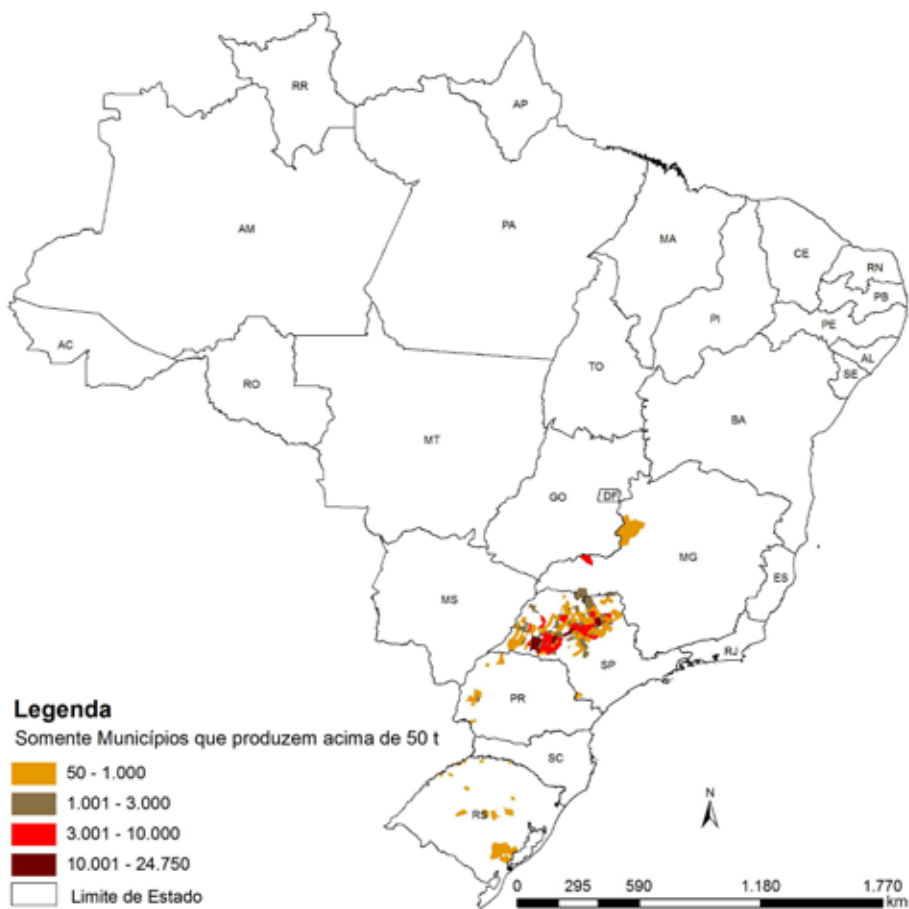 RR
AP
AM
PA
MA
CE
RN
PB
PI
PE
AC
AL
TO
SE
RO
BA
MT
GO
DF
MG
MS
ES
SP
RJ
PR
SC
RS
Legenda
Somente Municípios que produzem acima de 50 t
50 - 1.000
1.001 - 3.000
3.001 - 10.000
10.001 - 24.750
Limite de Estado
N
0 295 590 1.180 1.770
km